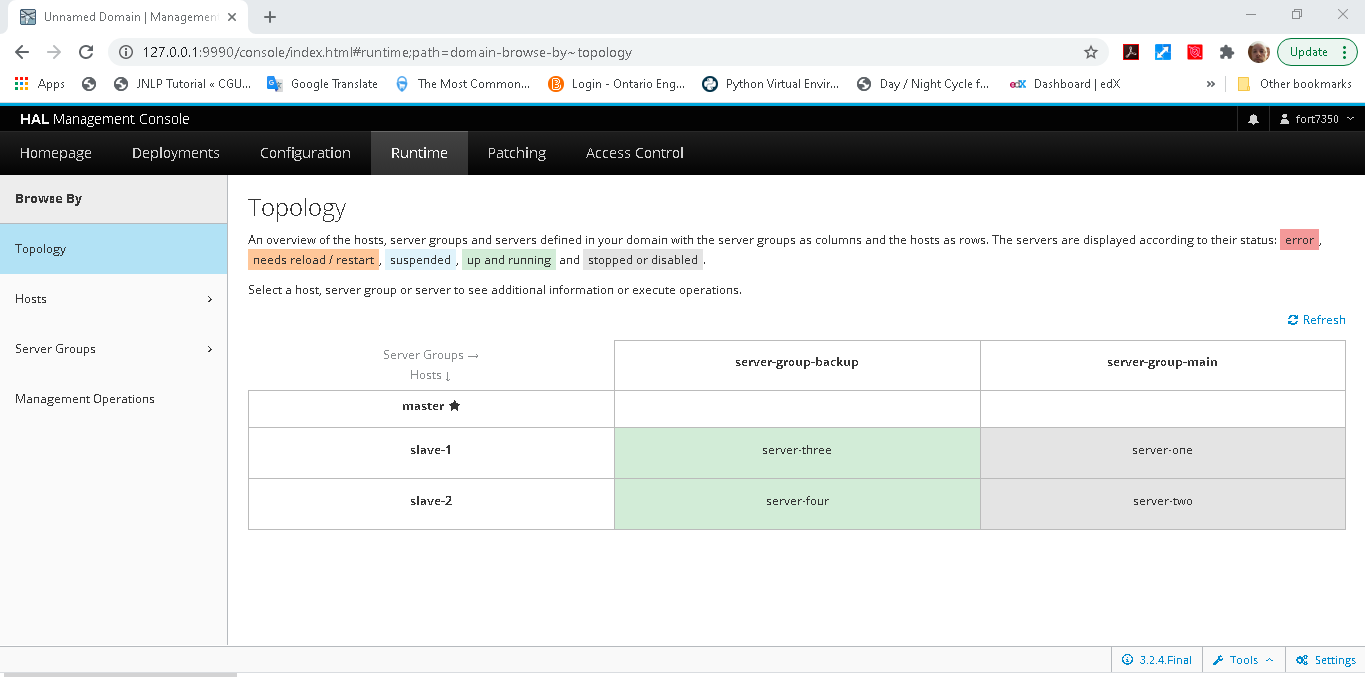 Unnamed Domain | Management
127.0.0.1:9990/console/index.html#runtime;path=domain-browse-by~topology
Update
Apps
JNLP Tutorial « CGU...
Google Translate
The Most Common...
Login - Ontario Eng...
Python Virtual Envir...
Day / Night Cycle f...
edX Dashboard | edX
» Other bookmarks
HAL Management Console
fort7350
Homepage Deployments Configuration Runtime Patching Access Control
Browse By
Topology
Hosts
Server Groups
Management Operations
Topology
An overview of the hosts, server groups and servers defined in your domain with the server groups as columns and the hosts as rows. The servers are displayed according to their status: error,
needs reload / restart, suspended, up and running and stopped or disabled.
Select a host, server group or server to see additional information or execute operations.
Refresh
Server Groups →
Hosts ↓
server-group-backup server-group-main
master ★
slave-1 server-three server-one
slave-2 server-four server-two
3.2.4.Final Tools Settings